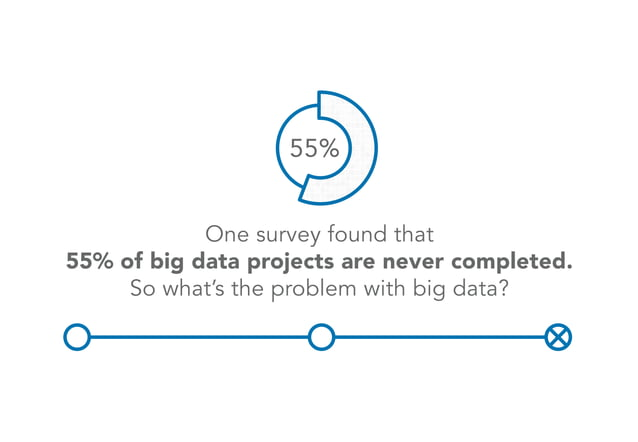 55%
One survey found that
55% of big data projects are never completed.
So what’s the problem with big data?